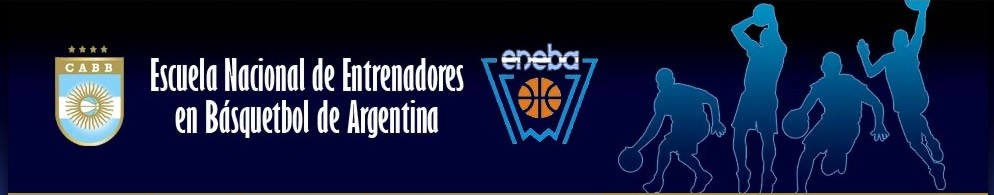 CABB
Escuela Nacional de Entrenadores
en Básquetbol de Argentina
eneba